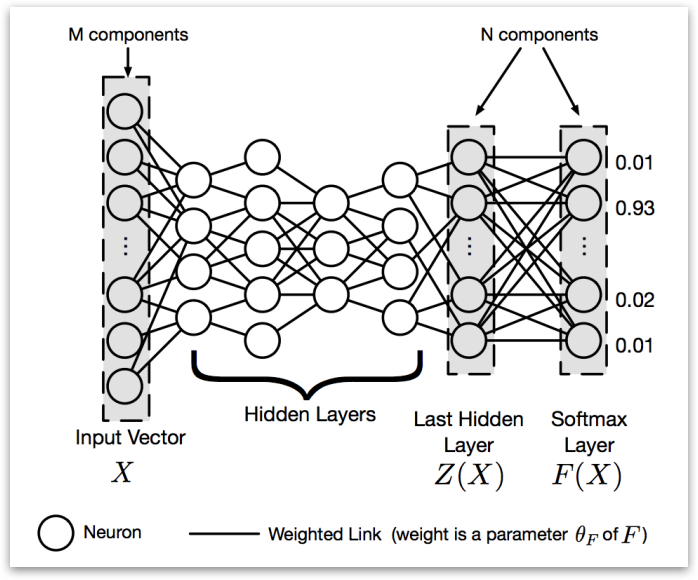 M components
N components
0.01
0.93
...
...
...
0.02
0.01
Hidden Layers
Input Vector
X
Last Hidden
Layer
Z(X)
Softmax
Layer
F(X)
Neuron
Weighted Link (weight is a parameter θ_F of F)